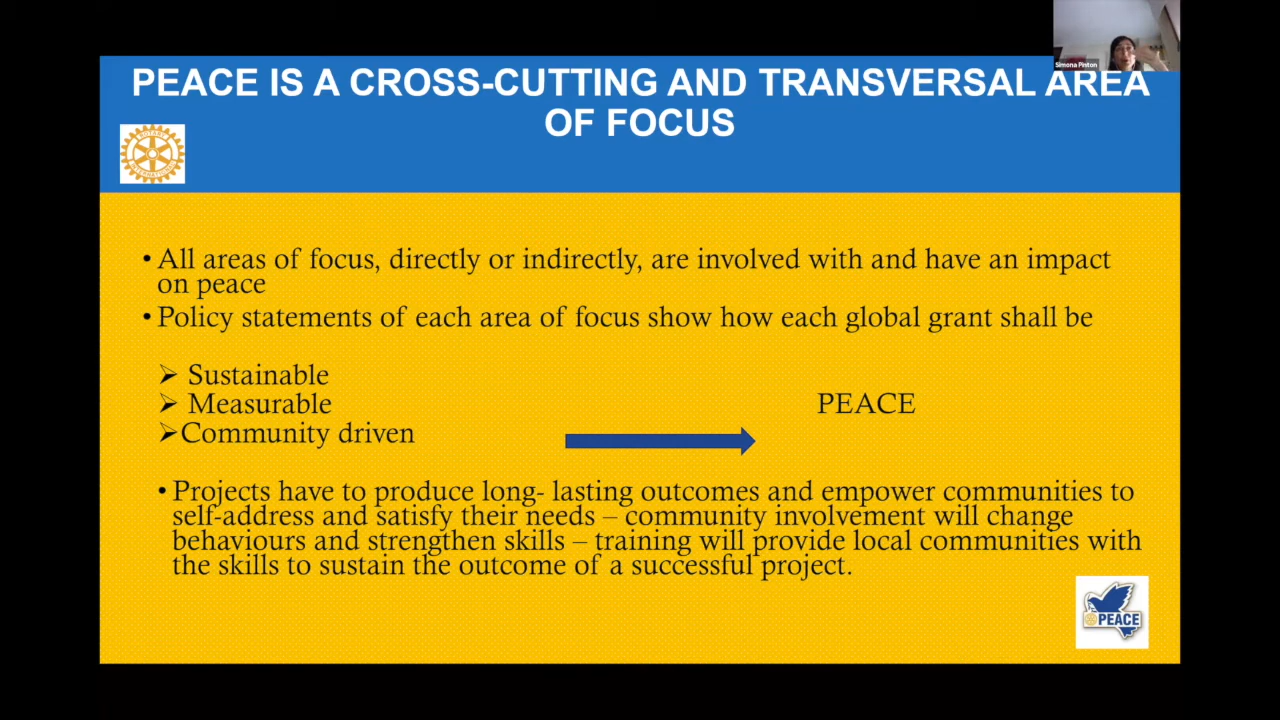 Simona Pinton
PEACE IS A CROSS-CUTTING AND TRANSVERSAL AREA
OF FOCUS
ROTARY
INTERNATIONAL
• All areas of focus, directly or indirectly, are involved with and have an impact
on peace
• Policy statements of each area of focus show how each global grant shall be
➢ Sustainable
➢ Measurable
PEACE
➢Community driven
• Projects have to produce long- lasting outcomes and empower communities to
self-address and satisfy their needs – community involvement will change
behaviours and strengthen skills – training will provide local communities with
the skills to sustain the outcome of a successful project.
PEACE